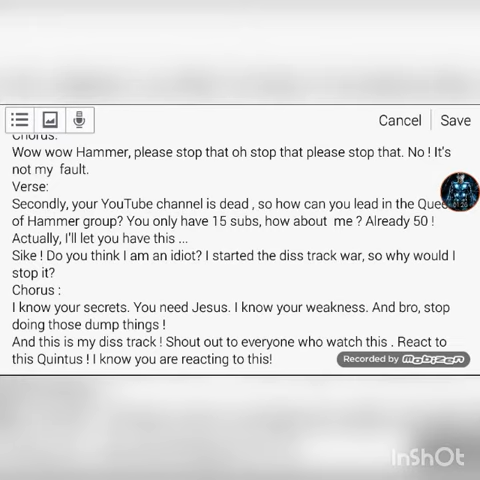 Cancel
Save
Chorus:
Wow wow Hammer, please stop that oh stop that please stop that. No ! It's
not my fault.
Verse:
Secondly, your YouTube channel is dead , so how can you lead in the
of Hammer group? You only have 15 subs, how about me ? Already 50 !
Actually, I'll let you have this ...
Sike ! Do you think I am an idiot? I started the diss track war, so why would I
stop it?
Chorus :
I know your secrets. You need Jesus. I know your weakness. And bro, stop
doing those dump things !
And this is my diss track ! Shout out to everyone who watch this . React to
this Quintus ! I know you are reacting to this!
Recorded by mobizen
InShOt